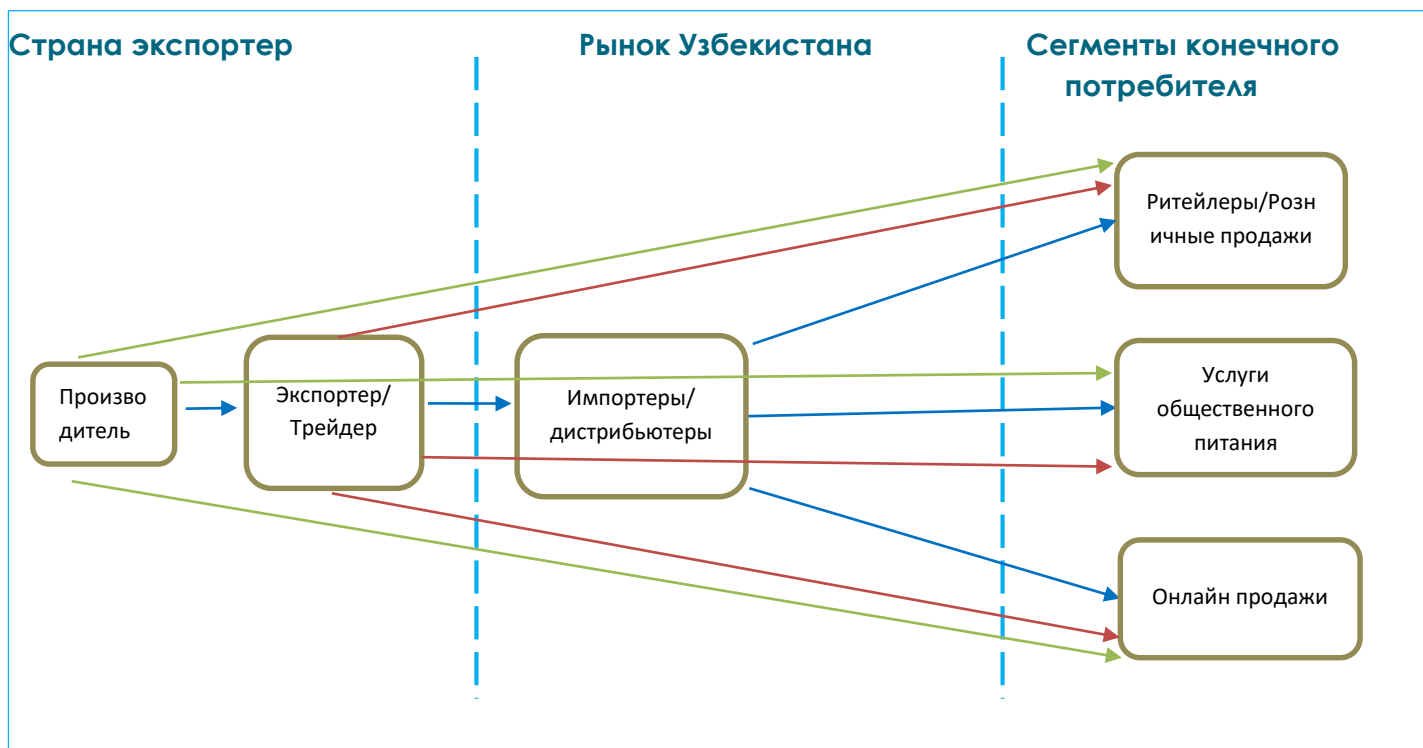 Страна экспортер
Рынок Узбекистана
Сегменты конечного
потребителя
Ритейлеры/Розн
ичные продажи
Произво
дитель
Экспортер/
Трейдер
Импортеры/
дистрибьютеры
Услуги
общественного
питания
Онлайн продажи